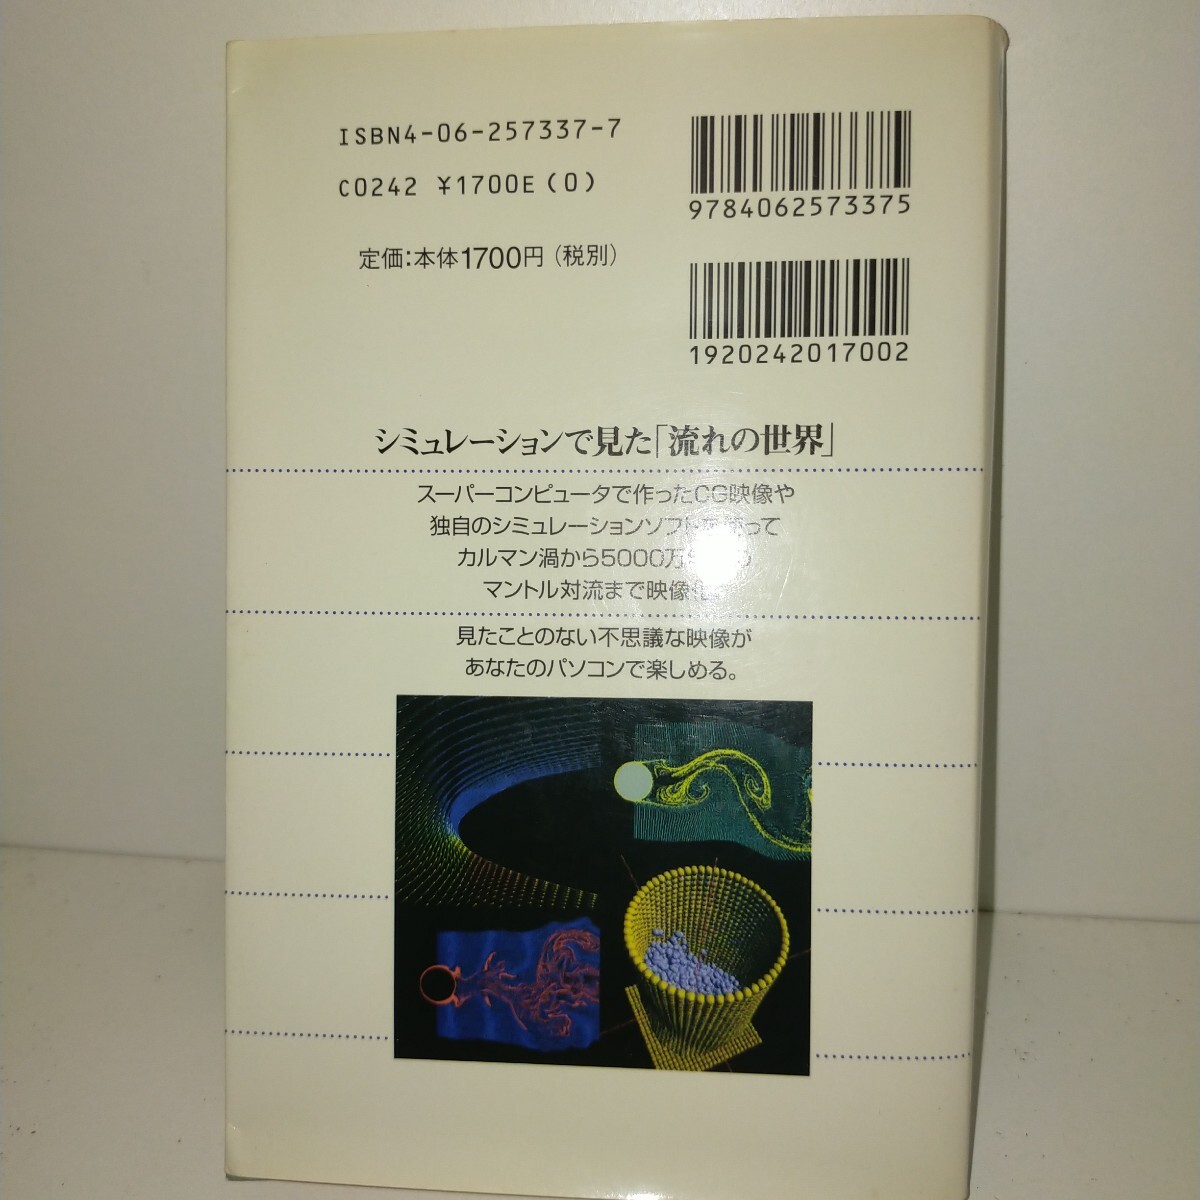 ISBN4-06-257337-7
C0242 ¥1700E (0)
定価:本体1700円(税別)
9784062573375
1920242017002
シミュレーションで見た「流れの世界」
スーパーコンピュータで作ったCG映像や
独自のシミュレーションソフトを使って
カルマン渦から5000万
マントル対流まで映像化
見たことのない不思議な映像が
あなたのパソコンで楽しめる。